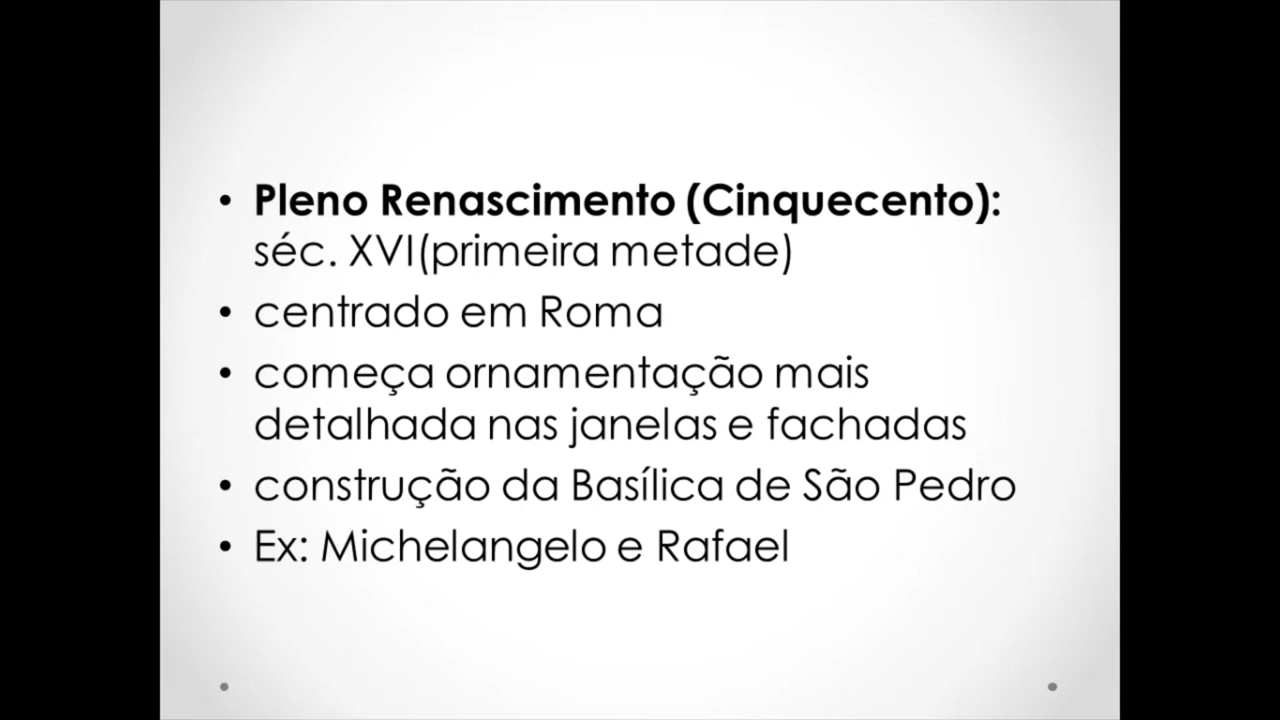 • Pleno Renascimento (Cinquecento):
séc. XVI(primeira metade)
• centrado em Roma
• começa ornamentação mais
detalhada nas janelas e fachadas
• construção da Basílica de São Pedro
• Ex: Michelangelo e Rafael